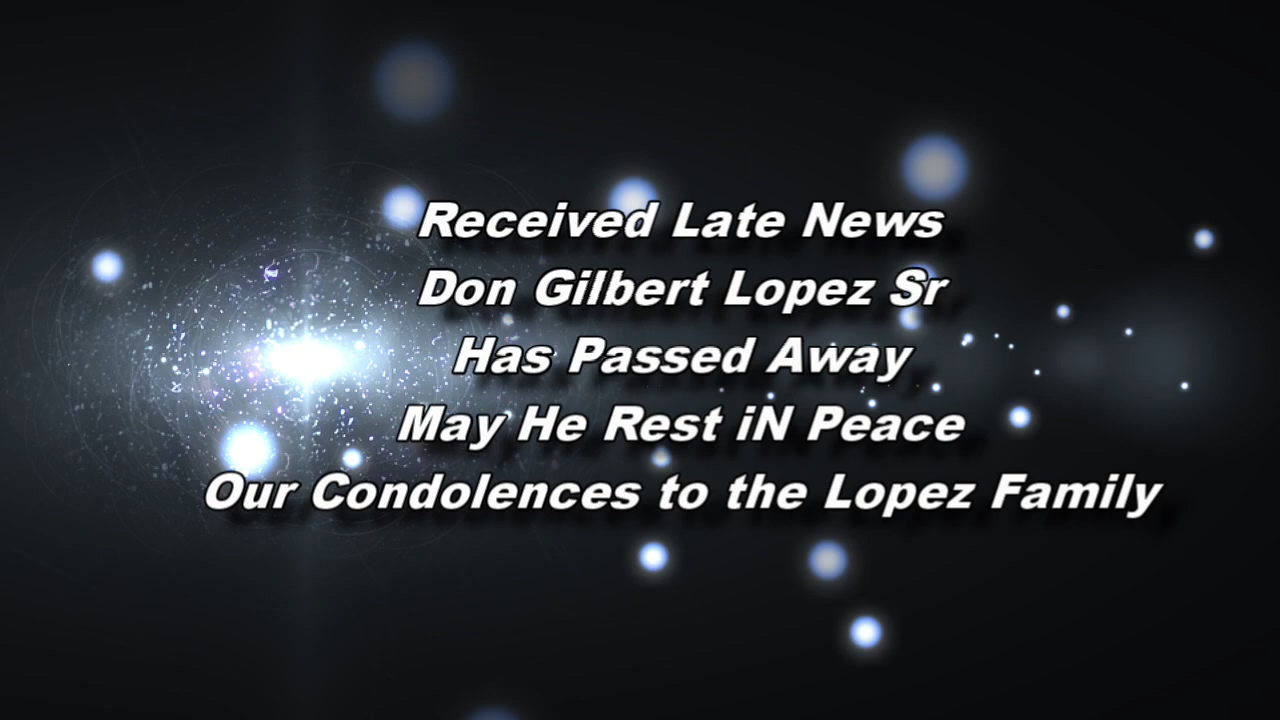 Received Late News
Don Gilbert Lopez Sr
Has Passed Away
May He Rest iN Peace
Our Condolences to the Lopez Family